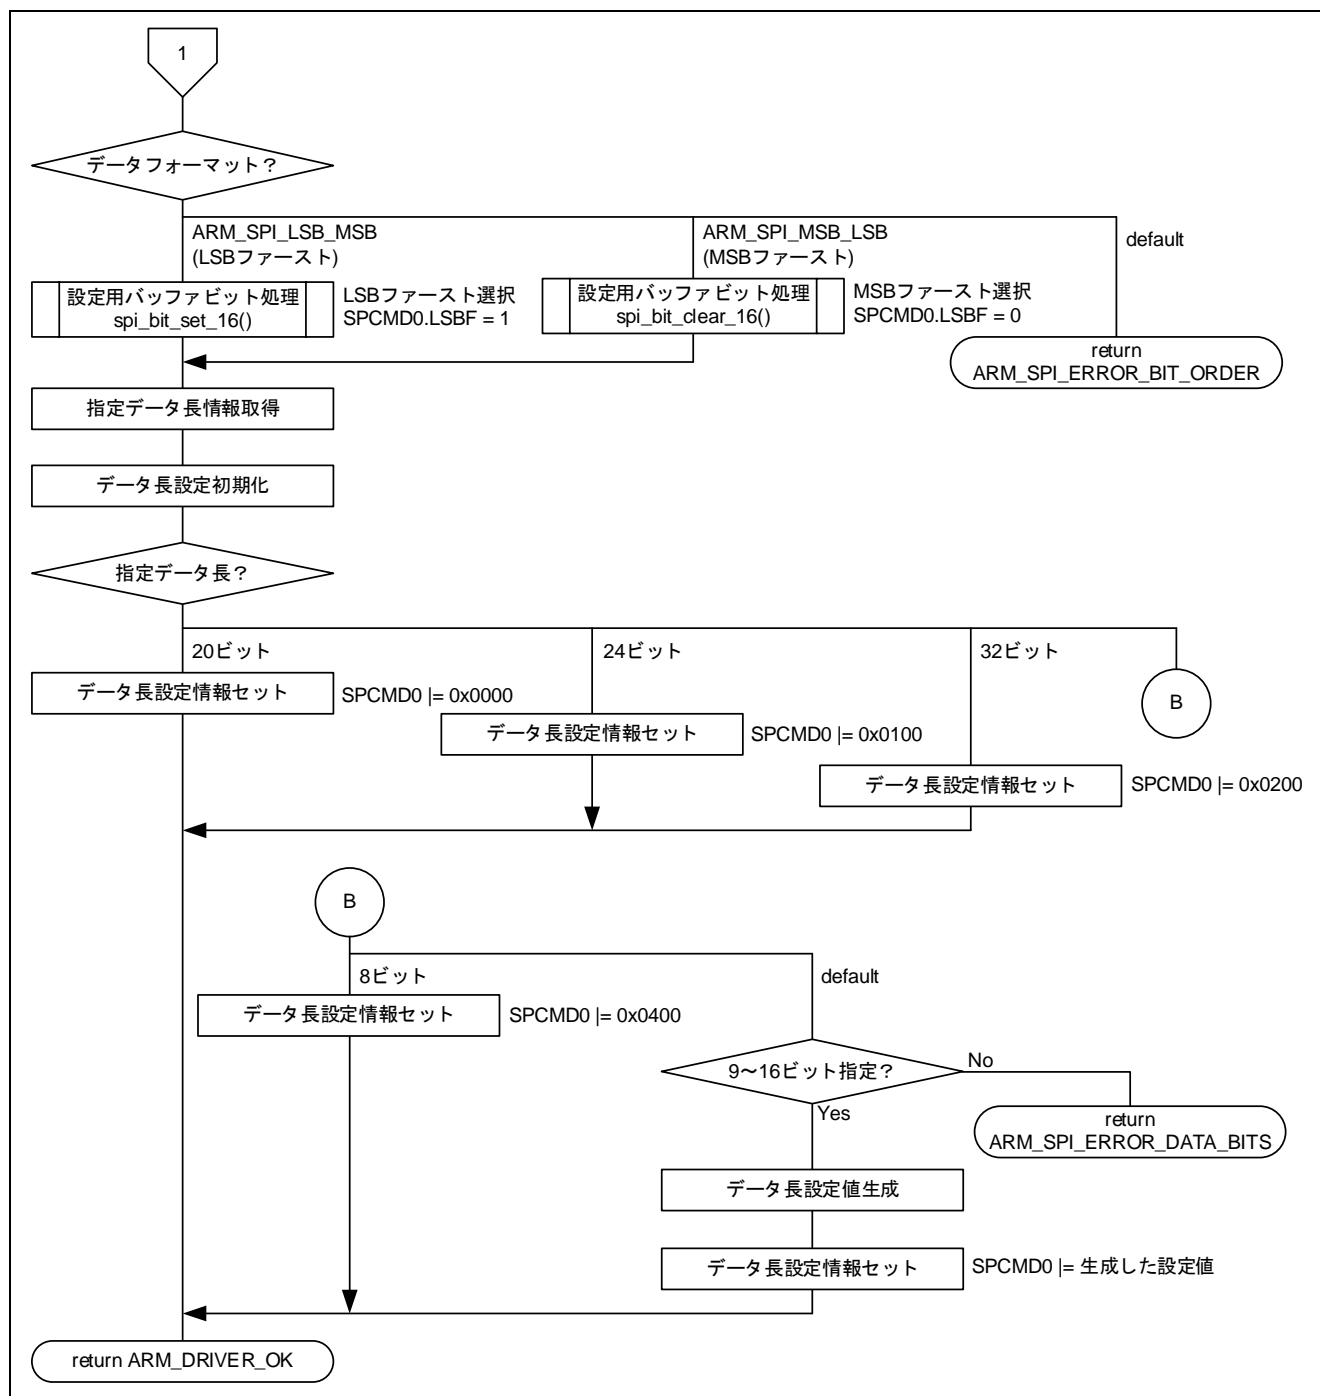 1
データフォーマット？
ARM_SPI_LSB_MSB
(LSBファースト)
ARM_SPI_MSB_LSB
(MSBファースト)
default
設定用バッファビット処理
spi_bit_set_16()
LSBファースト選択
SPCMD0.LSBF = 1
設定用バッファビット処理
spi_bit_clear_16()
MSBファースト選択
SPCMD0.LSBF = 0
return
ARM_SPI_ERROR_BIT_ORDER
指定データ長情報取得
データ長設定初期化
指定データ長？
20ビット
24ビット
32ビット
データ長設定情報セット
SPCMD0 |= 0x0000
B
データ長設定情報セット
SPCMD0 |= 0x0100
データ長設定情報セット
SPCMD0 |= 0x0200
B
8ビット
default
データ長設定情報セット
SPCMD0 |= 0x0400
9～16ビット指定？
No
Yes
return
ARM_SPI_ERROR_DATA_BITS
データ長設定値生成
データ長設定情報セット
SPCMD0 |= 生成した設定値
return ARM_DRIVER_OK